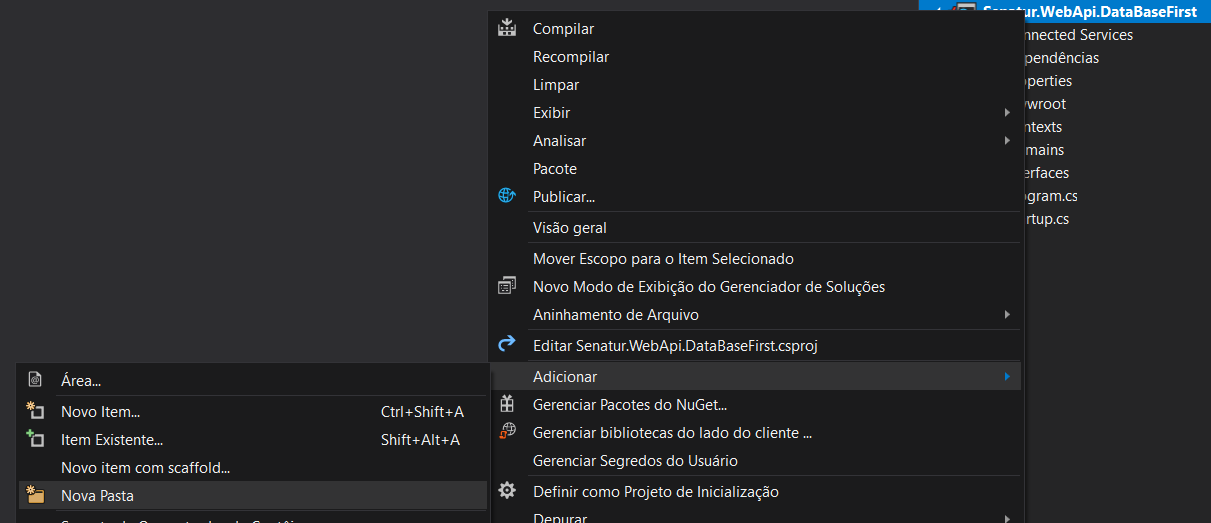 Senatur.WebApi.DataBaseFirst
nnected Services
pendências
operties
wroot
ntexts
mains
erfaces
gram.cs
rtup.cs
Compilar
Recompilar
Limpar
Exibir
Analisar
Pacote
Publicar...
Visão geral
Mover Escopo para o Item Selecionado
Novo Modo de Exibição do Gerenciador de Soluções
Aninhamento de Arquivo
Editar Senatur.WebApi.DataBaseFirst.csproj
Adicionar
Gerenciar Pacotes do NuGet...
Gerenciar bibliotecas do lado do cliente ...
Gerenciar Segredos do Usuário
Definir como Projeto de Inicialização
Depurar
Área...
Novo Item... Ctrl+Shift+A
Item Existente... Shift+Alt+A
Novo item com scaffold...
Nova Pasta